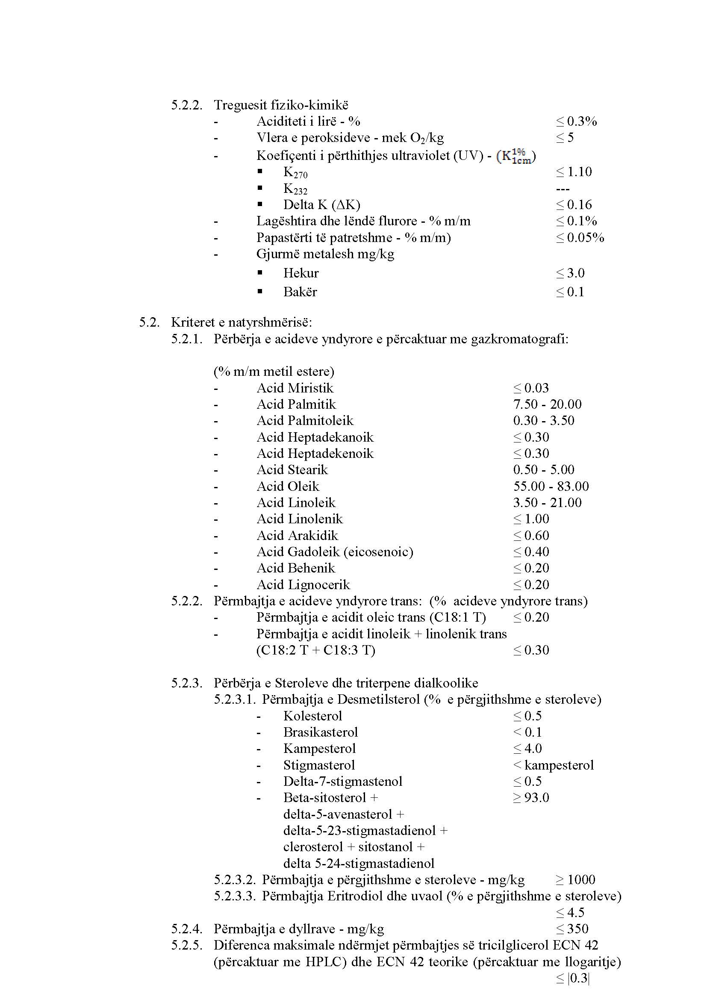 5.2.2. Treguesit fiziko-kimikë
- Aciditeti i lirë - % ≤ 0.3%
- Vlera e peroksideve - mek O₂/kg ≤ 5
- Koefiçenti i përthithjes ultraviolet (UV) - (K 1% 1cm)
▪ K₂₇₀ ≤ 1.10
▪ K₂₃₂ ---
▪ Delta K (ΔK) ≤ 0.16
- Lagështira dhe lëndë flurore - % m/m ≤ 0.1%
- Papastërti të patretshme - % m/m) ≤ 0.05%
- Gjurmë metalesh mg/kg
▪ Hekur ≤ 3.0
▪ Bakër ≤ 0.1
5.2. Kriteret e natyrshmërisë:
5.2.1. Përbërja e acideve yndyrore e përcaktuar me gazkromatografi:
(% m/m metil estere)
- Acid Miristik ≤ 0.03
- Acid Palmitik 7.50 - 20.00
- Acid Palmitoleik 0.30 - 3.50
- Acid Heptadekanoik ≤ 0.30
- Acid Heptadekenoik ≤ 0.30
- Acid Stearik 0.50 - 5.00
- Acid Oleik 55.00 - 83.00
- Acid Linoleik 3.50 - 21.00
- Acid Linolenik ≤ 1.00
- Acid Arakidik ≤ 0.60
- Acid Gadoleik (eicosenoic) ≤ 0.40
- Acid Behenik ≤ 0.20
- Acid Lignocerik ≤ 0.20
5.2.2. Përmbajtja e acideve yndyrore trans: (% acideve yndyrore trans)
- Përmbajtja e acidit oleic trans (C18:1 T) ≤ 0.20
- Përmbajtja e acidit linoleik + linolenik trans
(C18:2 T + C18:3 T) ≤ 0.30
5.2.3. Përbërja e Steroleve dhe triterpene dialkoolike
5.2.3.1. Përmbajtja e Desmetilsterol (% e përgjithshme e steroleve)
- Kolesterol ≤ 0.5
- Brasikasterol < 0.1
- Kampesterol ≤ 4.0
- Stigmasterol < kampesterol
- Delta-7-stigmastenol ≤ 0.5
- Beta-sitosterol + ≥ 93.0
delta-5-avenasterol +
delta-5-23-stigmastadienol +
clerosterol + sitostanol +
delta 5-24-stigmastadienol
5.2.3.2. Përmbajtja e përgjithshme e steroleve - mg/kg ≥ 1000
5.2.3.3. Përmbajtja Eritrodiol dhe uvaol (% e përgjithshme e steroleve)
≤ 4.5
5.2.4. Përmbajtja e dyllrave - mg/kg ≤ 350
5.2.5. Diferenca maksimale ndërmjet përmbajtjes së tricilglicerol ECN 42
(përcaktuar me HPLC) dhe ECN 42 teorike (përcaktuar me llogaritje)
≤ |0.3|